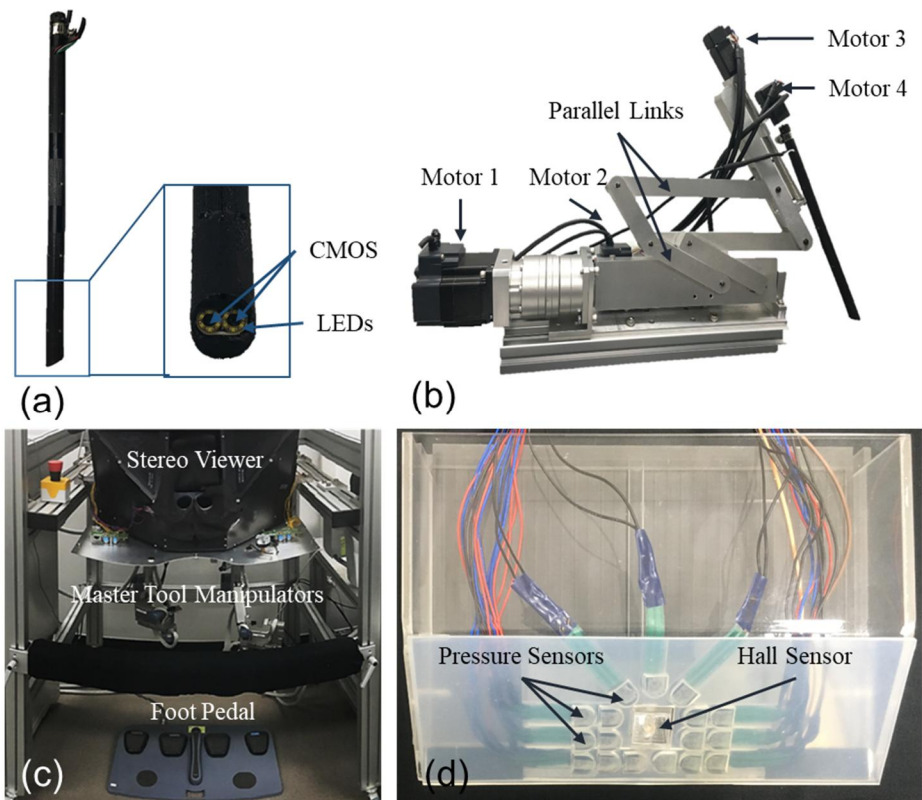 Motor 3
Motor 4
Parallel Links
Motor 1
Motor 2
CMOS
LEDs
(a)
(b)
Stereo Viewer
Master Tool Manipulators
Foot Pedal
(c)
Pressure Sensors
Hall Sensor
(d)